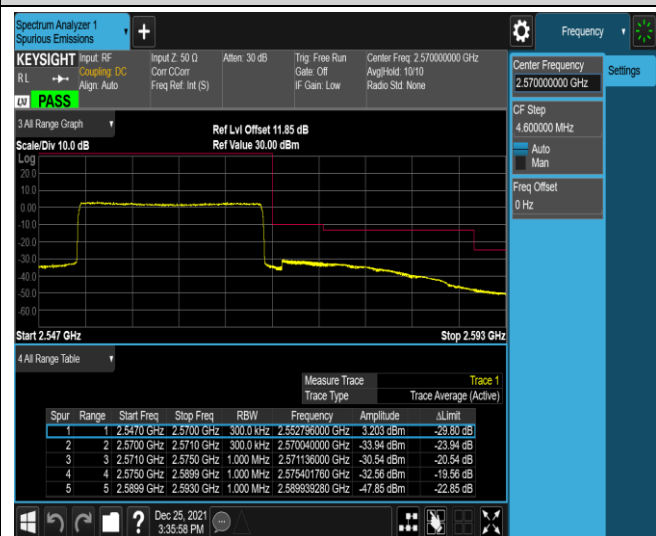 Spectrum Analyzer 1
Spurious Emissions
Frequency
KEYSIGHT Input: RF Input Z: 50 Ω Atten: 30 dB Trig: Free Run Center Freq: 2.570000000 GHz
RL Coupling: DC Corr CCorr Gate: Off Avg|Hold: 10/10
Align: Auto Freq Ref: Int (S) IF Gain: Low Radio Std: None
LXI PASS
Center Frequency
2.570000000 GHz
Settings
CF Step
4.600000 MHz
Auto
Man
Freq Offset
0 Hz
3 All Range Graph
Ref Lvl Offset 11.85 dB
Scale/Div 10.0 dB Ref Value 30.00 dBm
Log
20.0
10.0
0.00
-10.0
-20.0
-30.0
-40.0
-50.0
-60.0
Start 2.547 GHz Stop 2.593 GHz
4 All Range Table
Measure Trace Trace 1
Trace Type Trace Average (Active)
Spur Range Start Freq Stop Freq RBW Frequency Amplitude ΔLimit
1 1 2.5470 GHz 2.5700 GHz 300.0 kHz 2.552796000 GHz 3.203 dBm -29.80 dB
2 2 2.5700 GHz 2.5710 GHz 300.0 kHz 2.570040000 GHz -33.94 dBm -23.94 dB
3 3 2.5710 GHz 2.5750 GHz 1.000 MHz 2.571136000 GHz -30.54 dBm -20.54 dB
4 4 2.5750 GHz 2.5899 GHz 1.000 MHz 2.575401760 GHz -32.56 dBm -19.56 dB
5 5 2.5899 GHz 2.5930 GHz 1.000 MHz 2.589939280 GHz -47.85 dBm -22.85 dB
Dec 25, 2021
3:35:58 PM